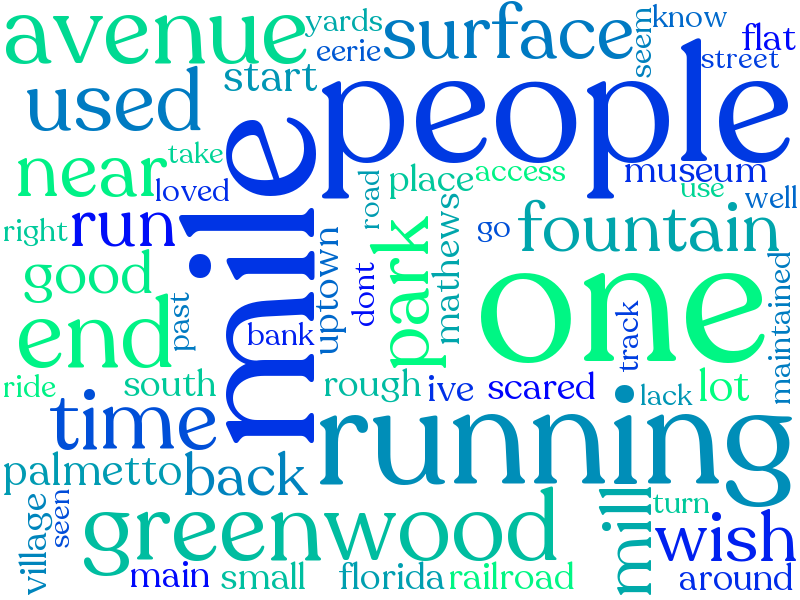 avenue
yards
eerie
surface
seem
know
flat
street
start
used
people
mile
near
take
loved
museum
access
use
well
place
road
right
run
go
fountain
good
uptown
park
mathews
dont
one
maintained
past
end
bank
track
ride
south
rough
ive
scared
lack
lot
time
running
palmetto
back
village
seen
greenwood
mill
turn
wish
main
small
florida
railroad
around